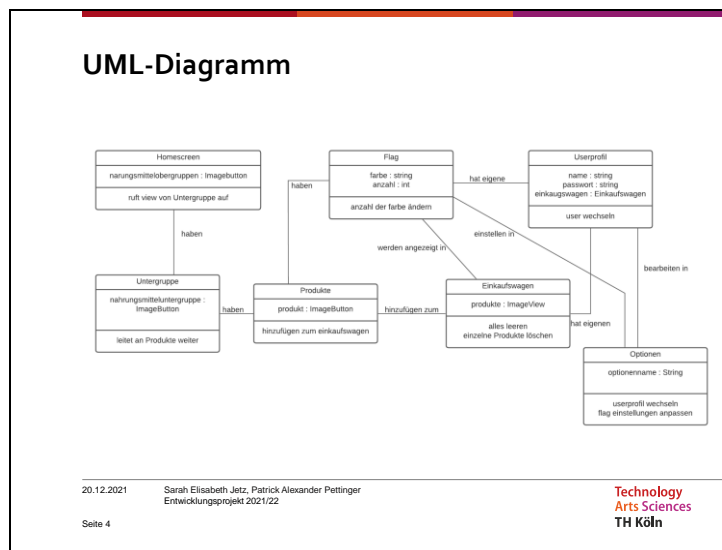 UML-Diagramm
Homescreen
narungsmittelobergruppen : Imagebutton
ruft view von Untergruppe auf
haben
Untergruppe
nahrungsmitteluntergruppe :
ImageButton
leitet an Produkte weiter
haben
Produkte
produkt : ImageButton
hinzufügen zum einkaufswagen
haben
Flag
farbe : string
anzahl : int
anzahl der farbe ändern
hat eigene
Userprofil
name : string
passwort : string
einkaugswagen : Einkaufswagen
user wechseln
werden angezeigt in
einstellen in
bearbeiten in
hinzufügen zum
Einkaufswagen
produkte : ImageView
alles leeren
einzelne Produkte löschen
hat eigenen
Optionen
optionenname : String
userprofil wechseln
flag einstellungen anpassen
20.12.2021
Sarah Elisabeth Jetz, Patrick Alexander Pettinger
Entwicklungsprojekt 2021/22
Seite 4
Technology
Arts Sciences
TH Köln